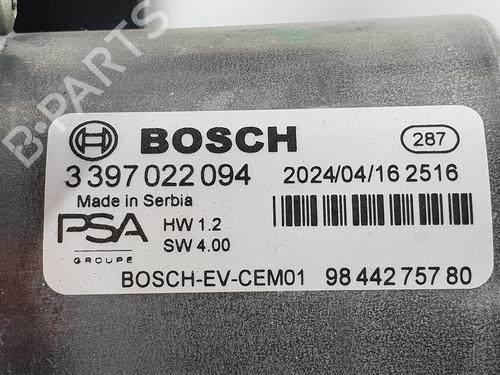 B-PARTS
BOSCH
287
3 397 022 094
2024/04/16 2516
Made in Serbia
PSA
GROUPE
HW 1.2
SW 4.00
BOSCH-EV-CEM01
98 442 757 80